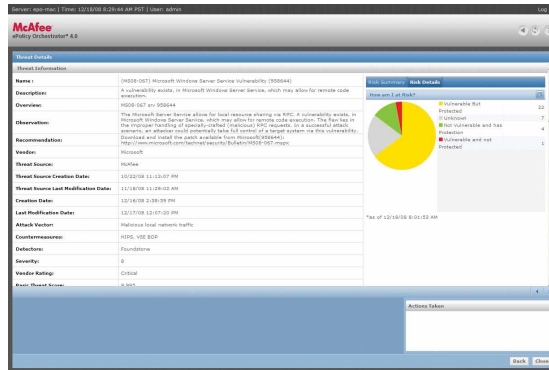 Server: epo-mac | Time: 12/18/08 8:29:44 AM PST | User: admin
Log
McAfee
ePolicy Orchestrator® 4.0
Threat Details
Threat Information
Name :
(MS08-067) Microsoft Windows Server Service Vulnerability (958644)
Description:
A vulnerability exists, in Microsoft Windows Server Service, which may allow for remote code
execution.
Overview:
MS08-067 srv 958644
Observation:
The Microsoft Server Service allows for local resource sharing via RPC. A vulnerability exists, in
Microsoft Windows Server Service, which may allow for remote code execution. The flaw lies in
the improper handling of specially-crafted (malicious) RPC requests. In a successful attack
scenario, an attacker could potentially take full control of a target system via this vulnerability.
Recommendation:
Download and install the patch available from Microsoft(958644):
http://www.microsoft.com/technet/security/Bulletin/MS08-067.mspx
Vendor:
Microsoft
Threat Source:
McAfee
Threat Source Creation Date:
10/22/08 11:13:07 PM
Threat Source Last Modification Date:
11/18/08 11:29:02 AM
Creation Date:
12/16/08 2:38:39 PM
Last Modification Date:
12/17/08 12:07:20 PM
Attack Vector:
Malicious local network traffic
Countermeasures:
HIPS, VSE BOP
Detectors:
Foundstone
Severity:
8
Vendor Rating:
Critical
Basic Threat Score:
9.995
Risk Summary
Risk Details
How am I at Risk?
Vulnerable But
Protected
22
Unknown
7
Not Vulnerable and has
Protection
4
Vulnerable and not
Protected
1
*as of 12/18/08 8:01:53 AM
Actions Taken
Back
Close